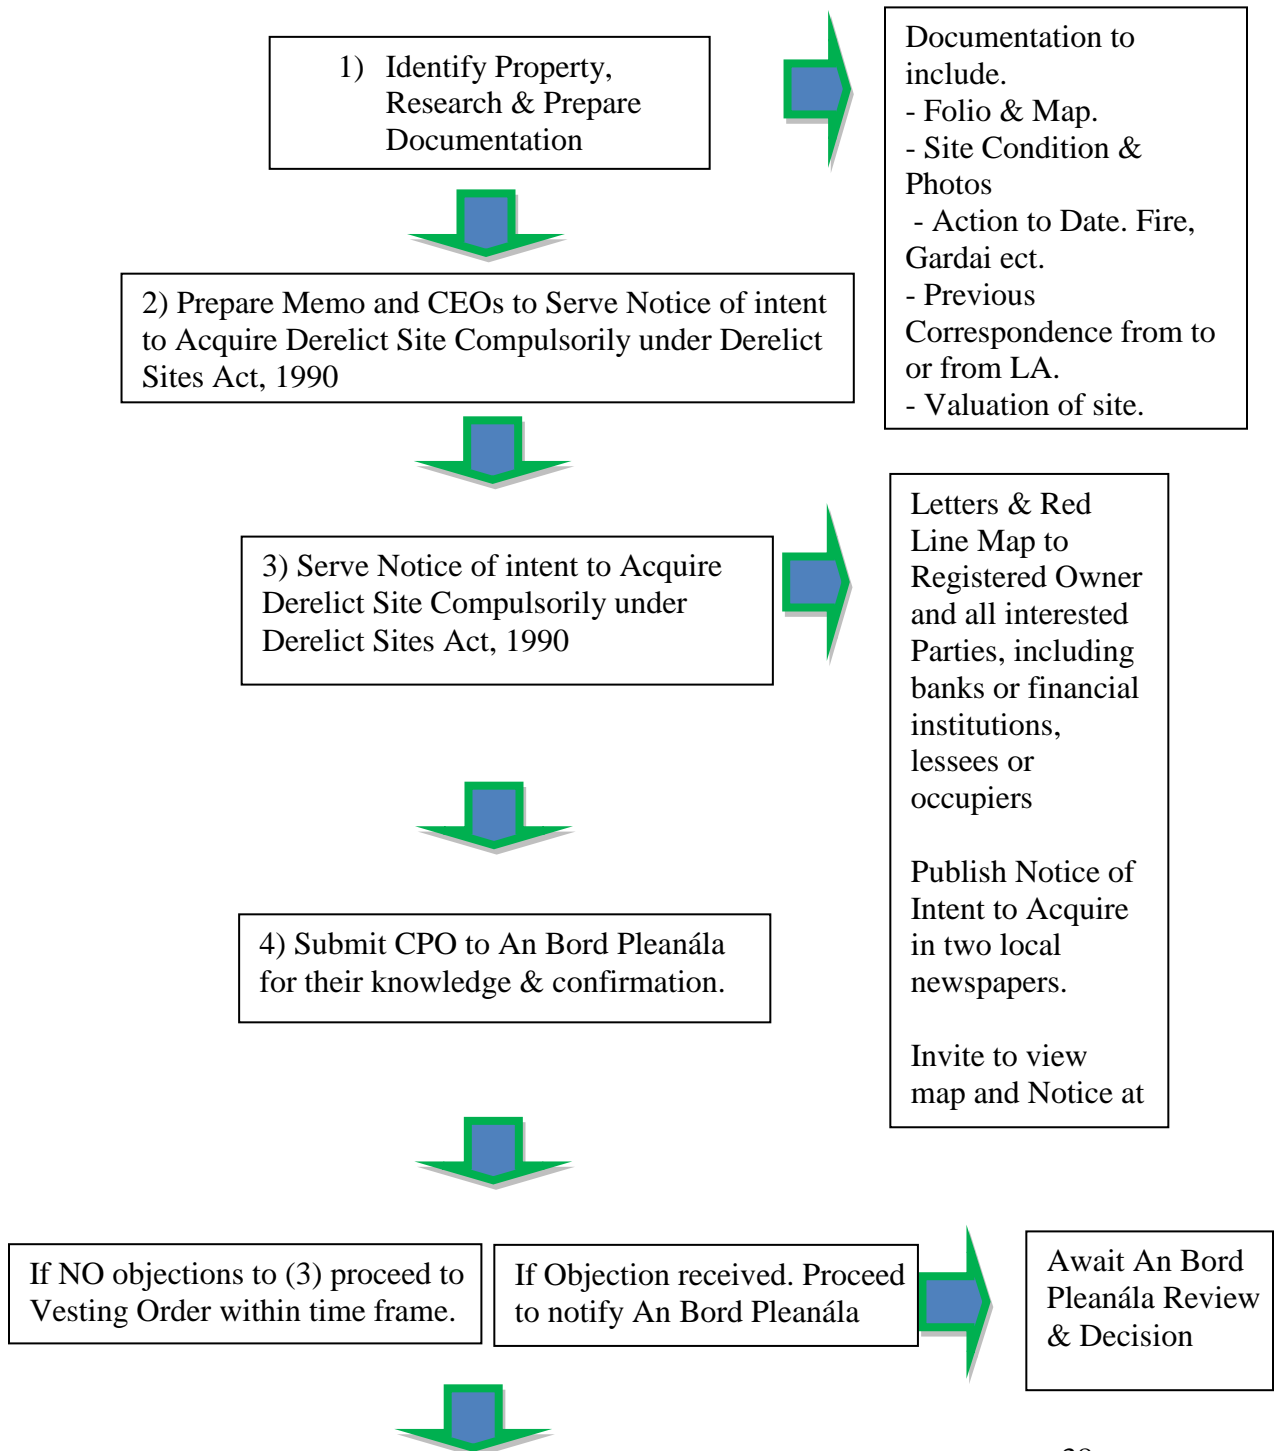 1) Identify Property,
Research & Prepare
Documentation
Documentation to
include.
- Folio & Map.
- Site Condition &
Photos
- Action to Date. Fire,
Gardai ect.
- Previous
Correspondence from to
or from LA.
- Valuation of site.
2) Prepare Memo and CEOs to Serve Notice of intent
to Acquire Derelict Site Compulsorily under Derelict
Sites Act, 1990
3) Serve Notice of intent to Acquire
Derelict Site Compulsorily under
Derelict Sites Act, 1990
Letters & Red
Line Map to
Registered Owner
and all interested
Parties, including
banks or financial
institutions,
lessees or
occupiers
Publish Notice of
Intent to Acquire
in two local
newspapers.
Invite to view
map and Notice at
4) Submit CPO to An Bord Pleanála
for their knowledge & confirmation.
If NO objections to (3) proceed to
Vesting Order within time frame.
If Objection received. Proceed
to notify An Bord Pleanála
Await An Bord
Pleanála Review
& Decision